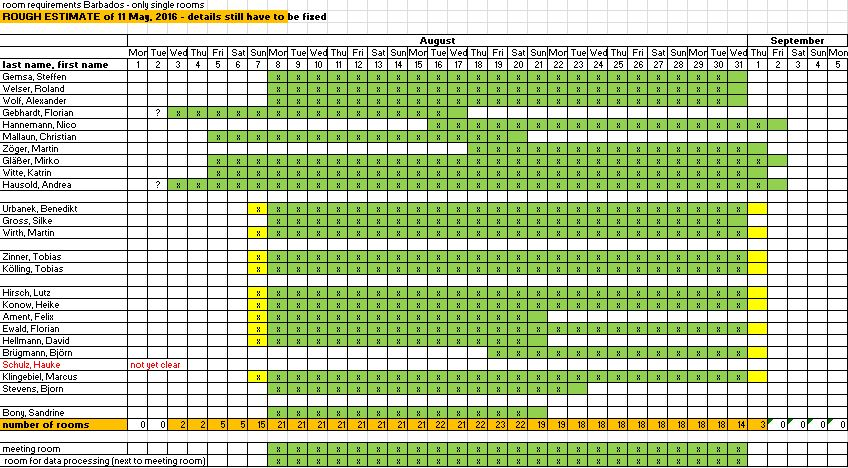 room requirements Barbados - only single rooms
ROUGH ESTIMATE of 11 May, 2016 - details still have to be fixed
August September
Mon Tue Wed Thu Fri Sat Sun Mon Tue Wed Thu Fri Sat Sun Mon Tue Wed Thu Fri Sat Sun Mon Tue Wed Thu Fri Sat Sun Mon Tue Wed Thu Fri Sat Sun Mon
last name, first name 1 2 3 4 5 6 7 8 9 10 11 12 13 14 15 16 17 18 19 20 21 22 23 24 25 26 27 28 29 30 31 1 2 3 4 5
Gemsa, Steffen x x x x x x x x x x x x x x x x x x x x x x x
Welser, Roland x x x x x x x x x x x x x x x x x x x x x x x
Wolf, Alexander x x x x x x x x x x x x x x x x x x x x x x x
Gebhardt, Florian ? x x x x x x x x x x x x x x
Hannemann, Nico x x x x x x x x x x x x x x x x x
Mallaun, Christian x x x x x x x x x x x x x x x
Zöger, Martin x x x x x x x x x x x x x x
Gläßer, Mirko x x x x x x x x x x x x x x x x x x x x x x x x x x x x
Witte, Katrin x x x x x x x x x x x x x x x x x x x x x x x x x x x
Hausold, Andrea ? x x x x x x x x x x x x x x x x x x x x x x x x x x x x x x
Urbanek, Benedikt x x x x x x x x x x x x x x x x x x x x x x x x x
Gross, Silke x x x x x x x x x x x x x x x x x x x x x x x
Wirth, Martin x x x x x x x x x x x x x x x x x x x x x x x x x
Zinner, Tobias x x x x x x x x x x x x x x x x x x x x x x x x x
Kölling, Tobias x x x x x x x x x x x x x x x x x x x x x x x x x
Hirsch, Lutz x x x x x x x x x x x x x x x x x x x x x x x x x
Konow, Heike x x x x x x x x x x x x x x x x x x x x x x x x x
Ament, Felix x x x x x x x x x x x x x x
Ewald, Florian x x x x x x x x x x x x x x x x x x x x x x x x x
Hellmann, David x x x x x x x x x x x x x x
Brügmann, Björn x x x x x x x x x x x x x
Schulz, Hauke not yet clear
Klingebiel, Marcus x x x x x x x x x x x x x x x x x x x x x x x x x
Stevens, Bjorn x x x x x x x x x x x x x x x
Bony, Sandrine x x x x x x x x x x x x x
number of rooms 0 0 2 2 5 5 15 21 21 21 21 21 21 21 21 22 21 22 23 22 19 19 18 18 18 18 18 18 18 18 14 3 0 0 0 0
meeting room x x x x x x x x x x x x x x x x x x x x x x x
room for data processing (next to meeting room) x x x x x x x x x x x x x x x x x x x x x x x